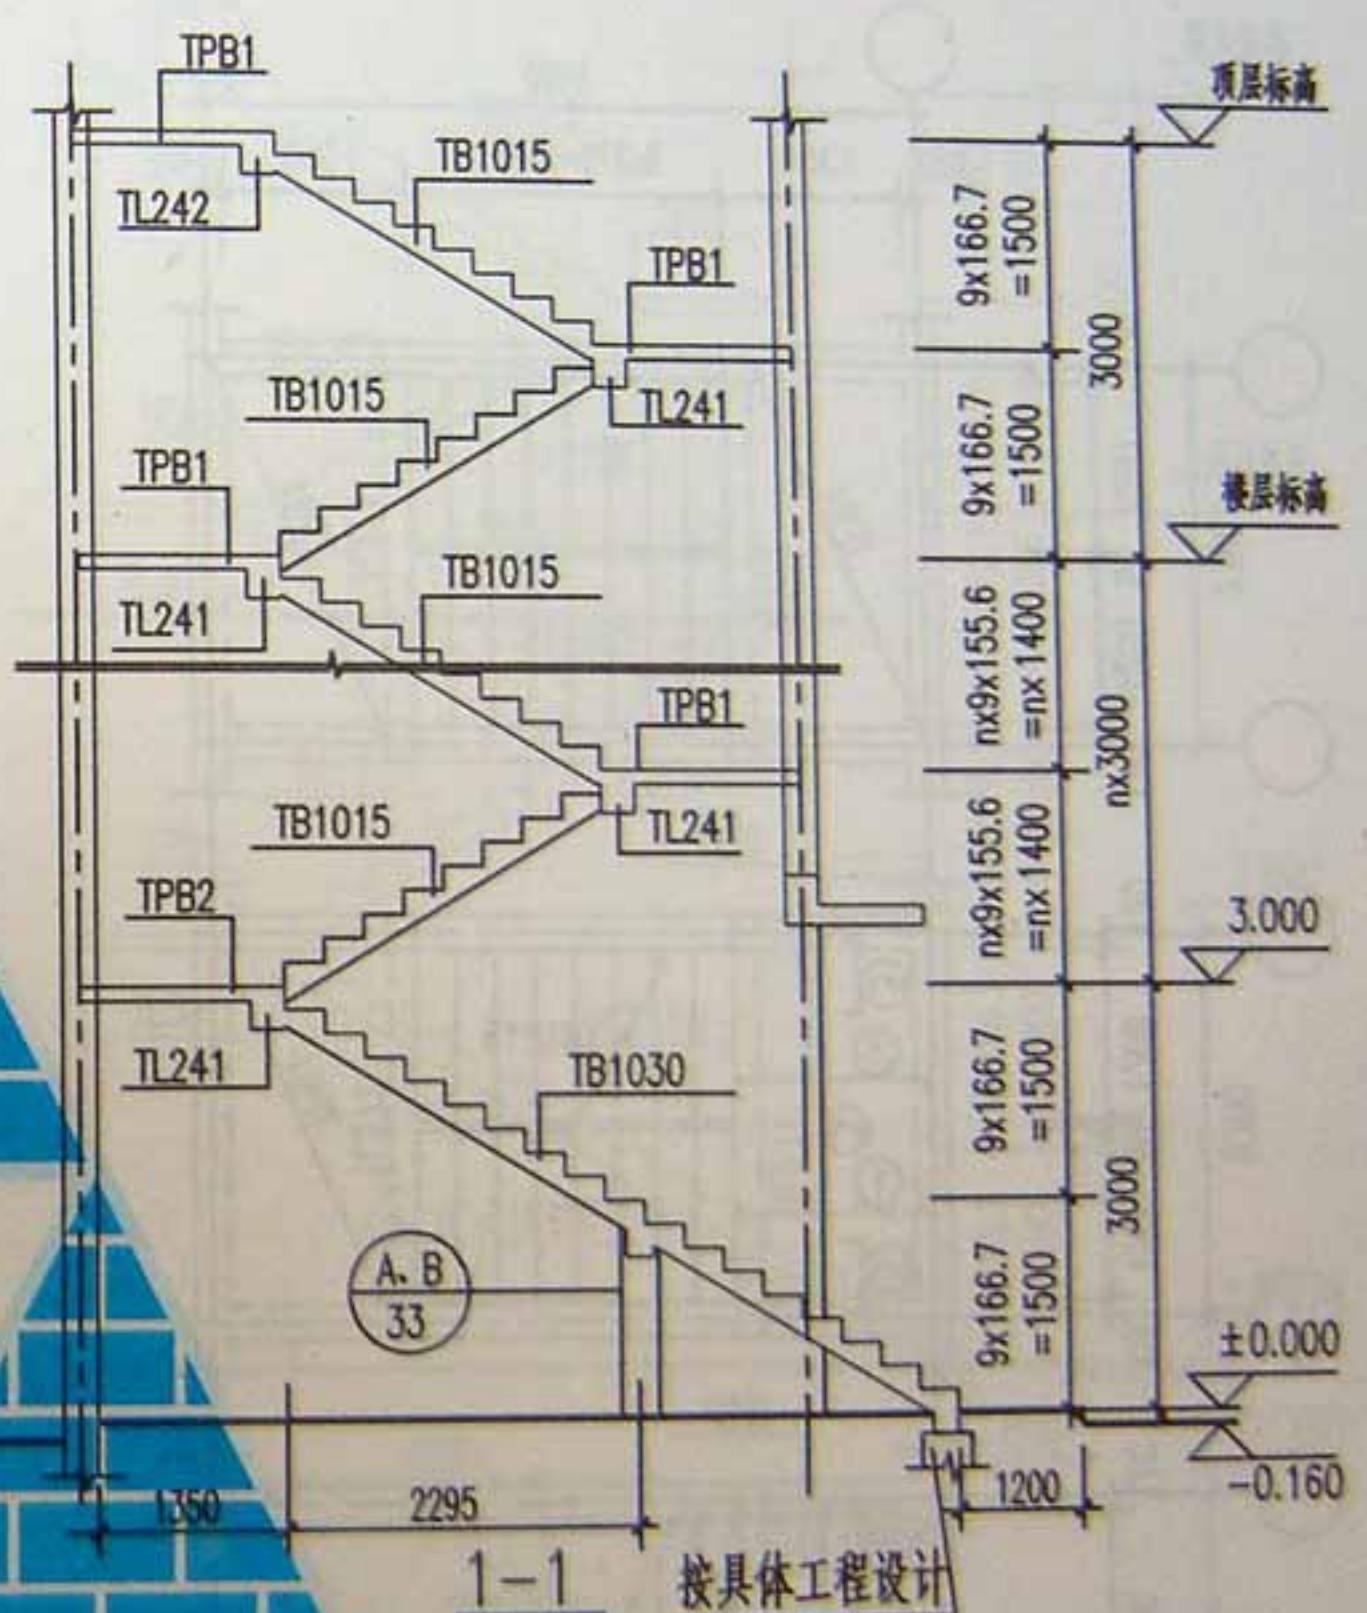 TPB1
顶层标高
TB1015
TL242
9x166.7
=1500
TPB1
3000
TB1015
TL241
9x166.7
=1500
TPB1
楼层标高
TB1015
TL241
nx9x155.6
=nx1400
TPB1
nx3000
TB1015
TL241
nx9x155.6
=nx1400
TPB2
3.000
TL241
TB1030
9x166.7
=1500
3000
A. B
33
9x166.7
=1500
±0.000
-0.160
1350
2295
1200
1-1
按具体工程设计